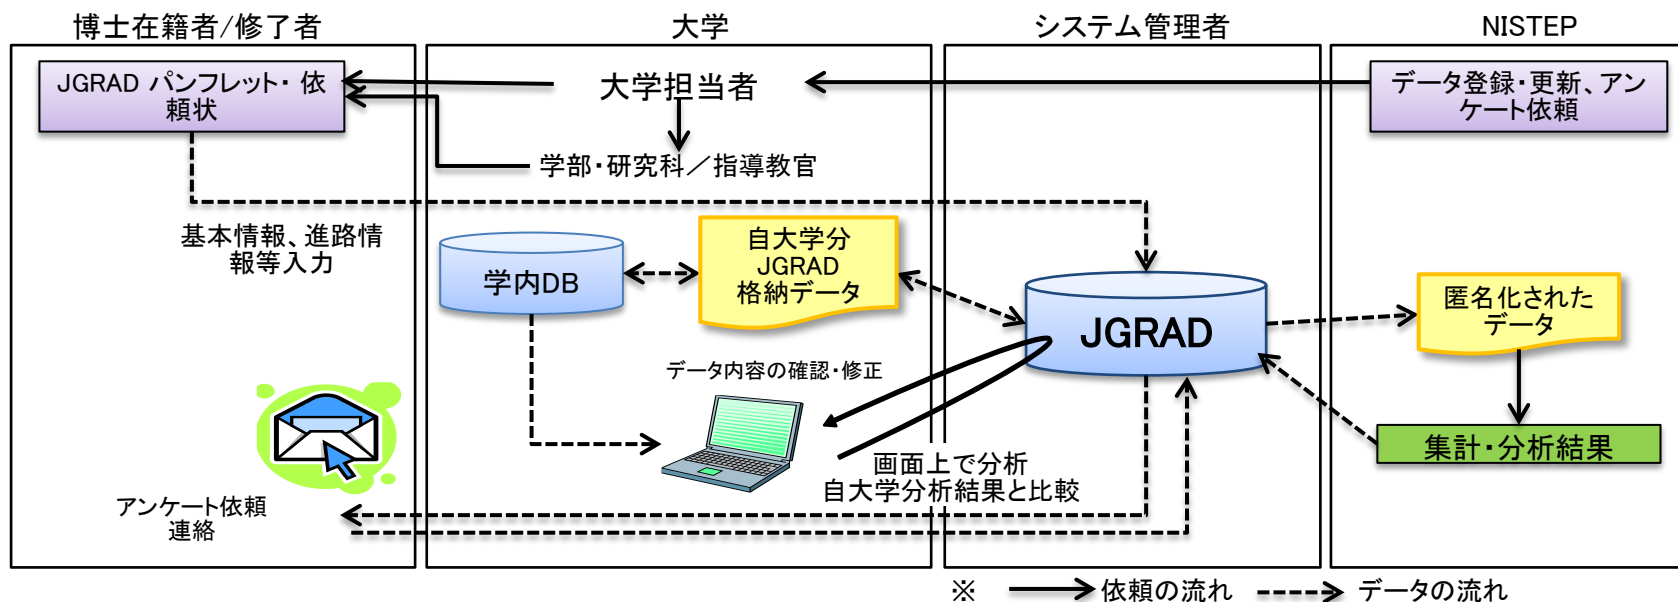 博士在籍者/修了者
大学
システム管理者
NISTEP
JGRAD パンフレット・ 依
頼状
大学担当者
データ登録・更新、アン
ケート依頼
学部・研究科／指導教官
基本情報、進路情
報等入力
学内DB
自大学分
JGRAD
格納データ
JGRAD
匿名化された
データ
データ内容の確認・修正
画面上で分析
自大学分析結果と比較
集計・分析結果
アンケート依頼
連絡
※ 依頼の流れ データの流れ